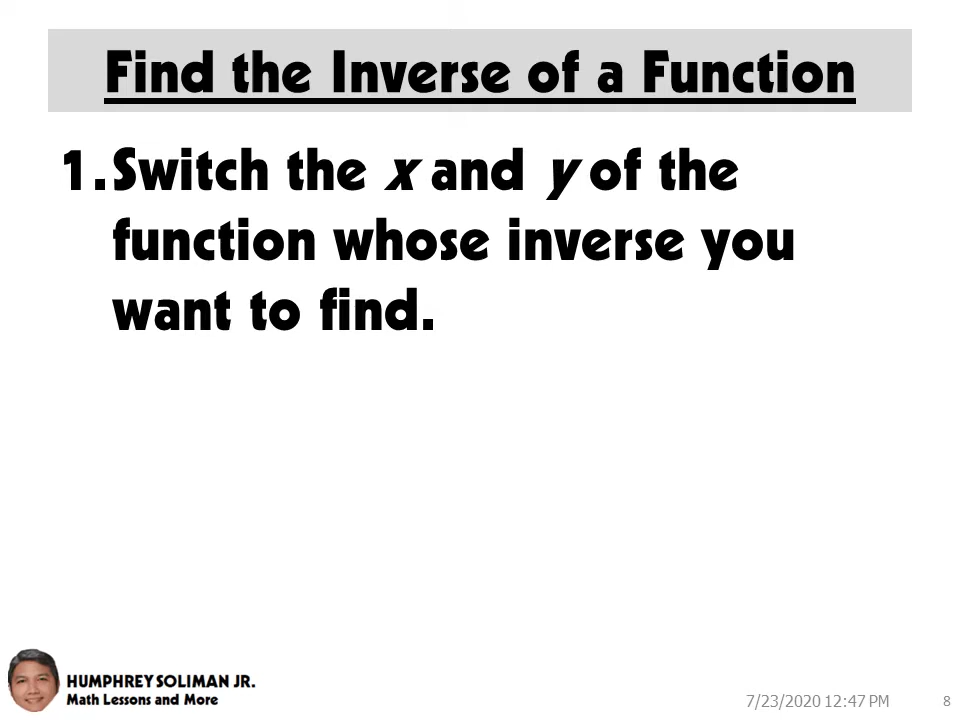 Find the Inverse of a Function
1. Switch the x and y of the
function whose inverse you
want to find.
HUMPHREY SOLIMAN JR.
Math Lessons and More
7/23/2020 12:47 PM
8